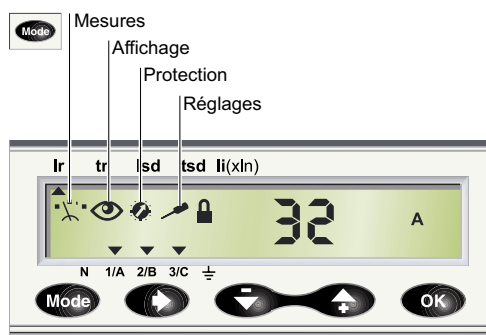 Mode
Mesures
Affichage
Protection
Réglages
Ir tr Isd tsd Ii(xIn)
32 A
N 1/A 2/B 3/C
Mode OK